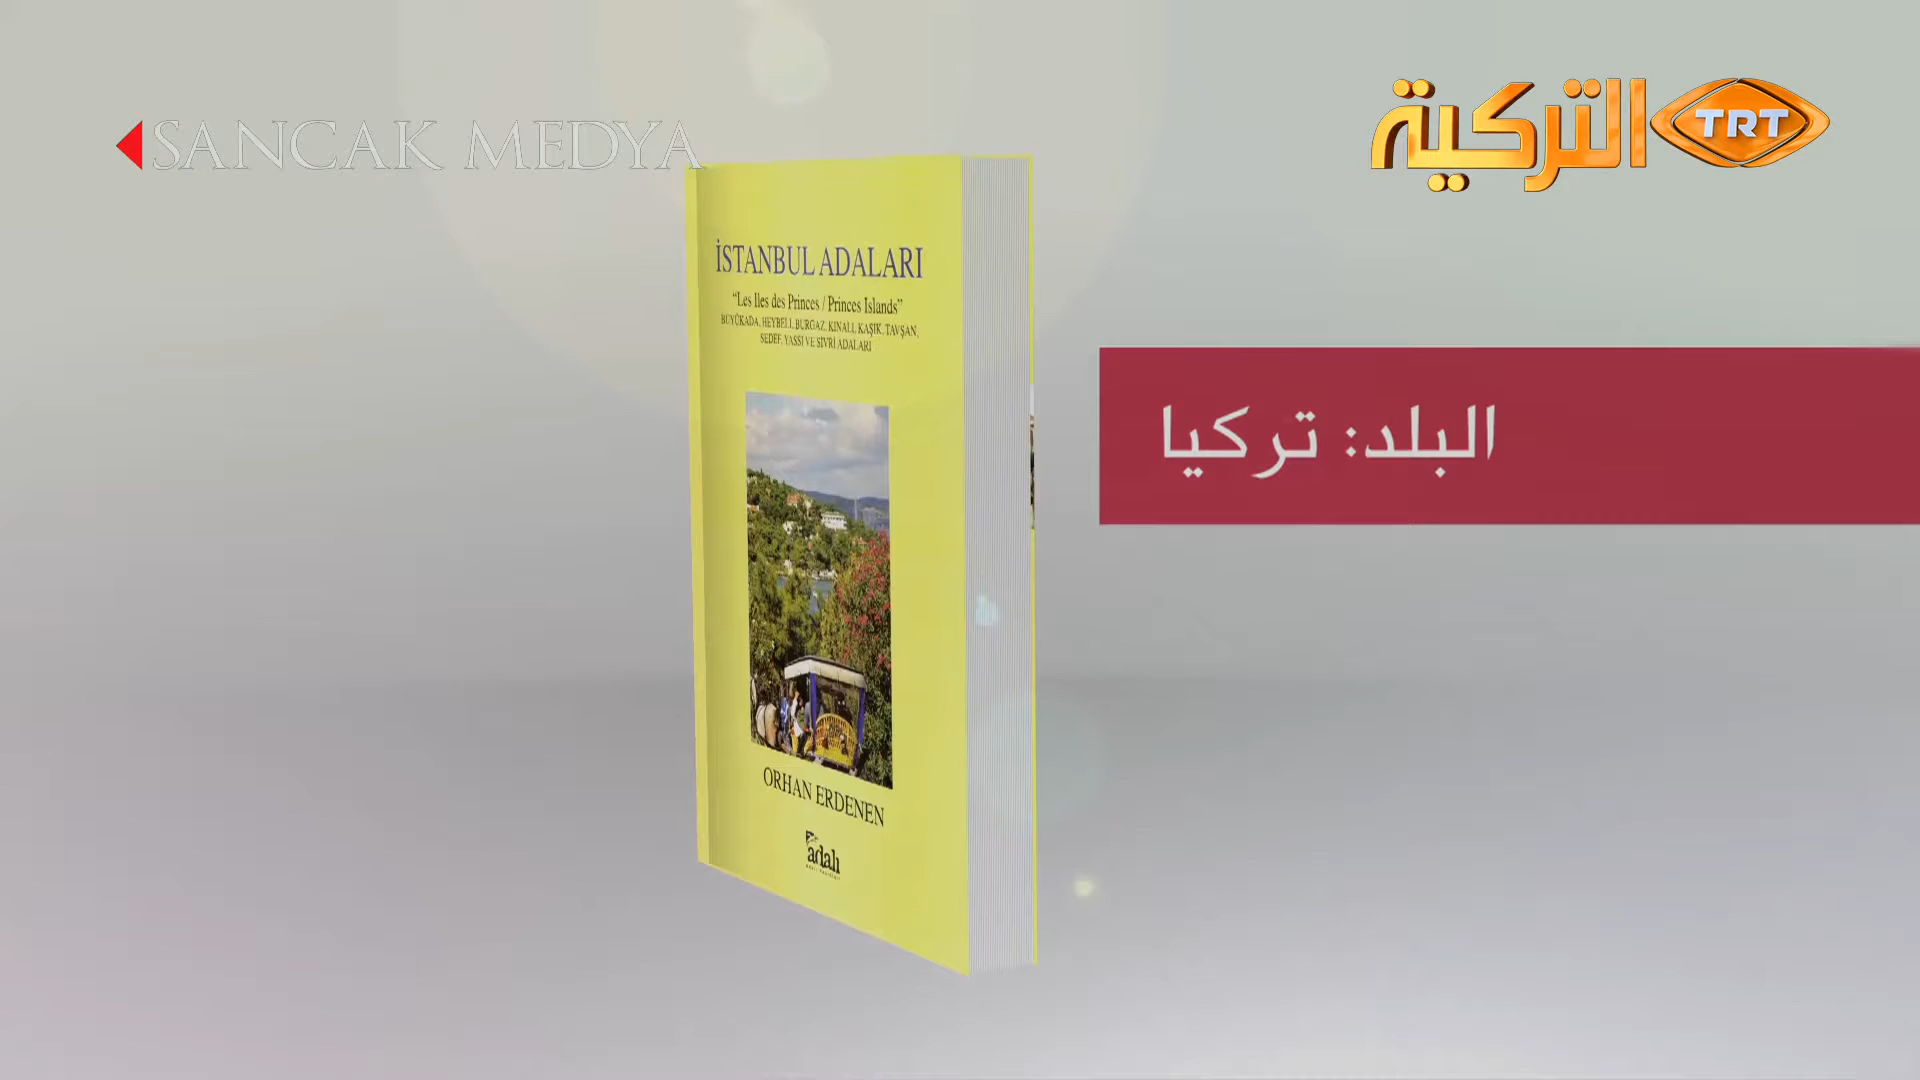 SANCAK MEDYA
التركية TRT
İSTANBUL ADALARI
“Les Iles des Princes / Princes Islands”
BÜYÜKADA, HEYBELİ, BURGAZ, KINALI, KAŞIK, TAVŞAN,
SEDEF, YASSI VE SİVRİ ADALARI
البلد: تركيا
ORHAN ERDENEN
adalı